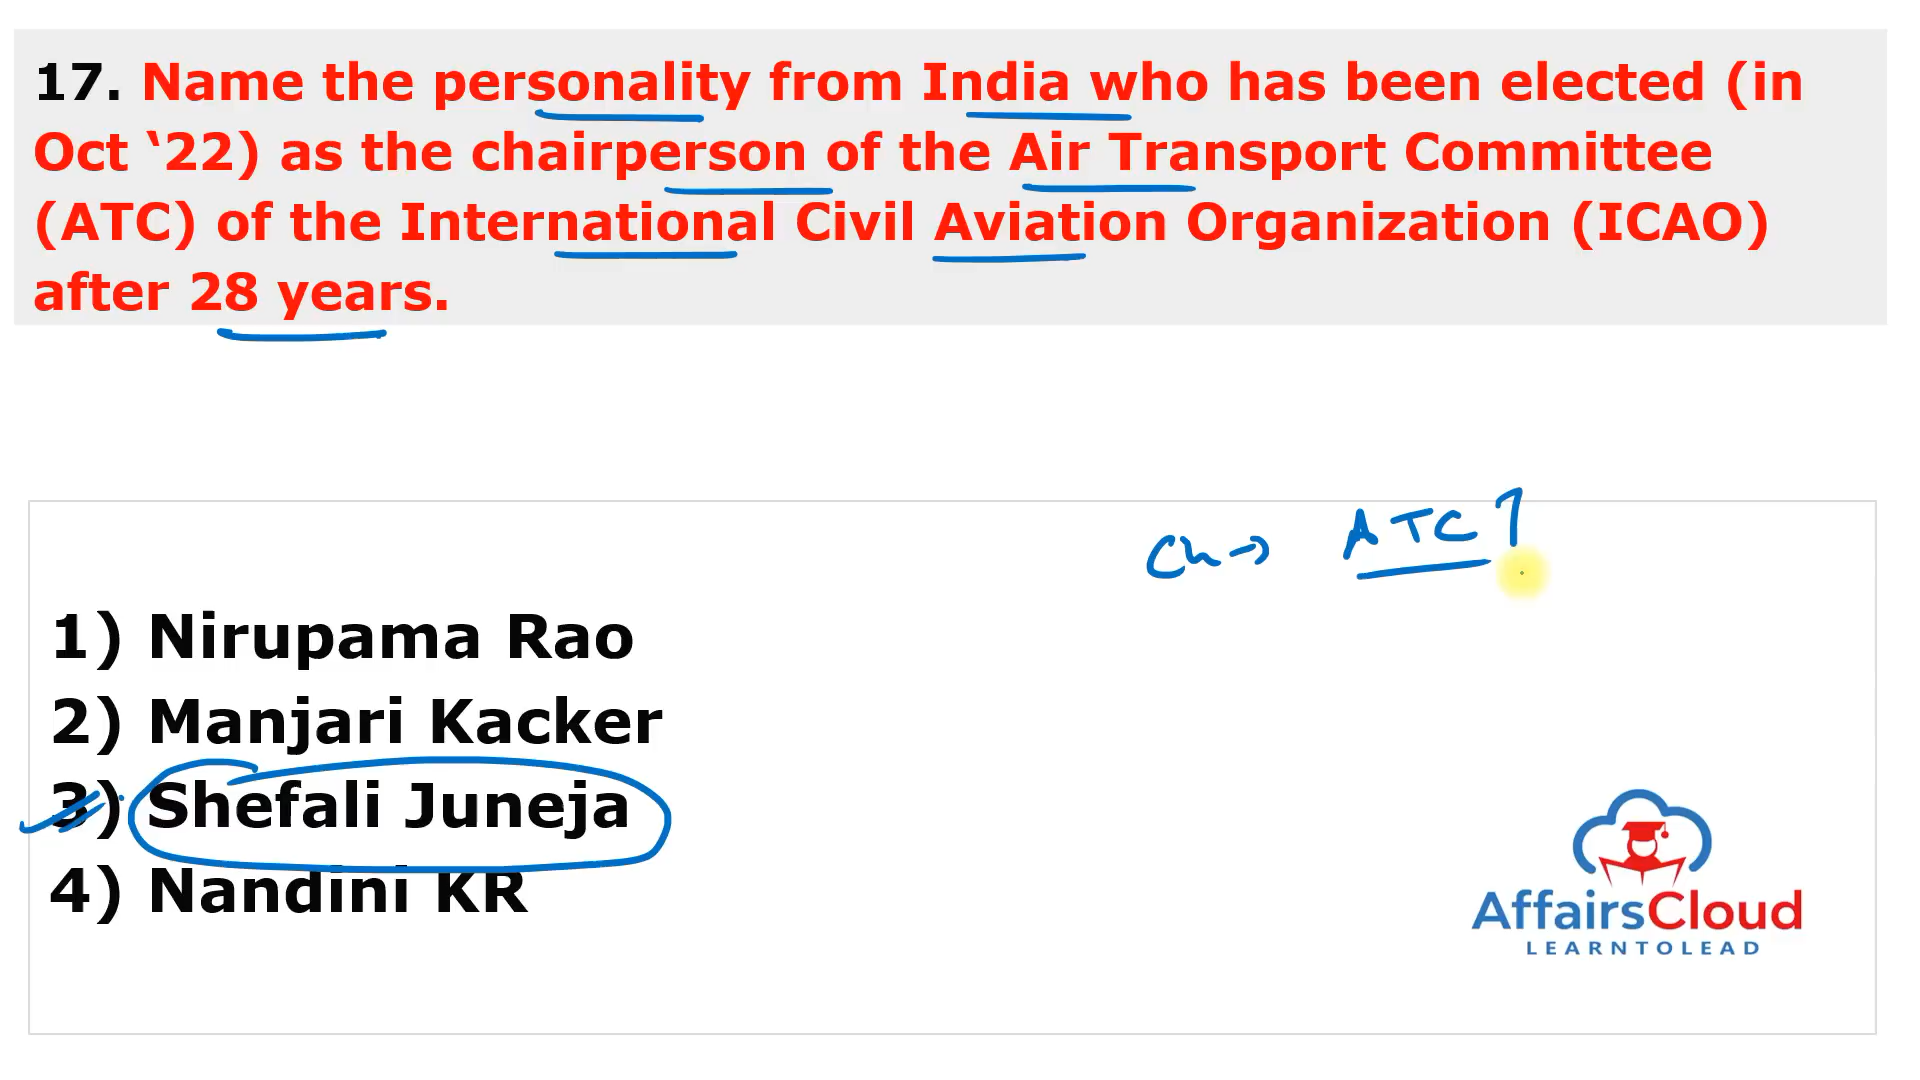 17. Name the personality from India who has been elected (in
Oct ‘22) as the chairperson of the Air Transport Committee
(ATC) of the International Civil Aviation Organization (ICAO)
after 28 years.
Ch → ATC
1) Nirupama Rao
2) Manjari Kacker
3) Shefali Juneja
4) Nandini KR
AffairsCloud
LEARNTOLEAD